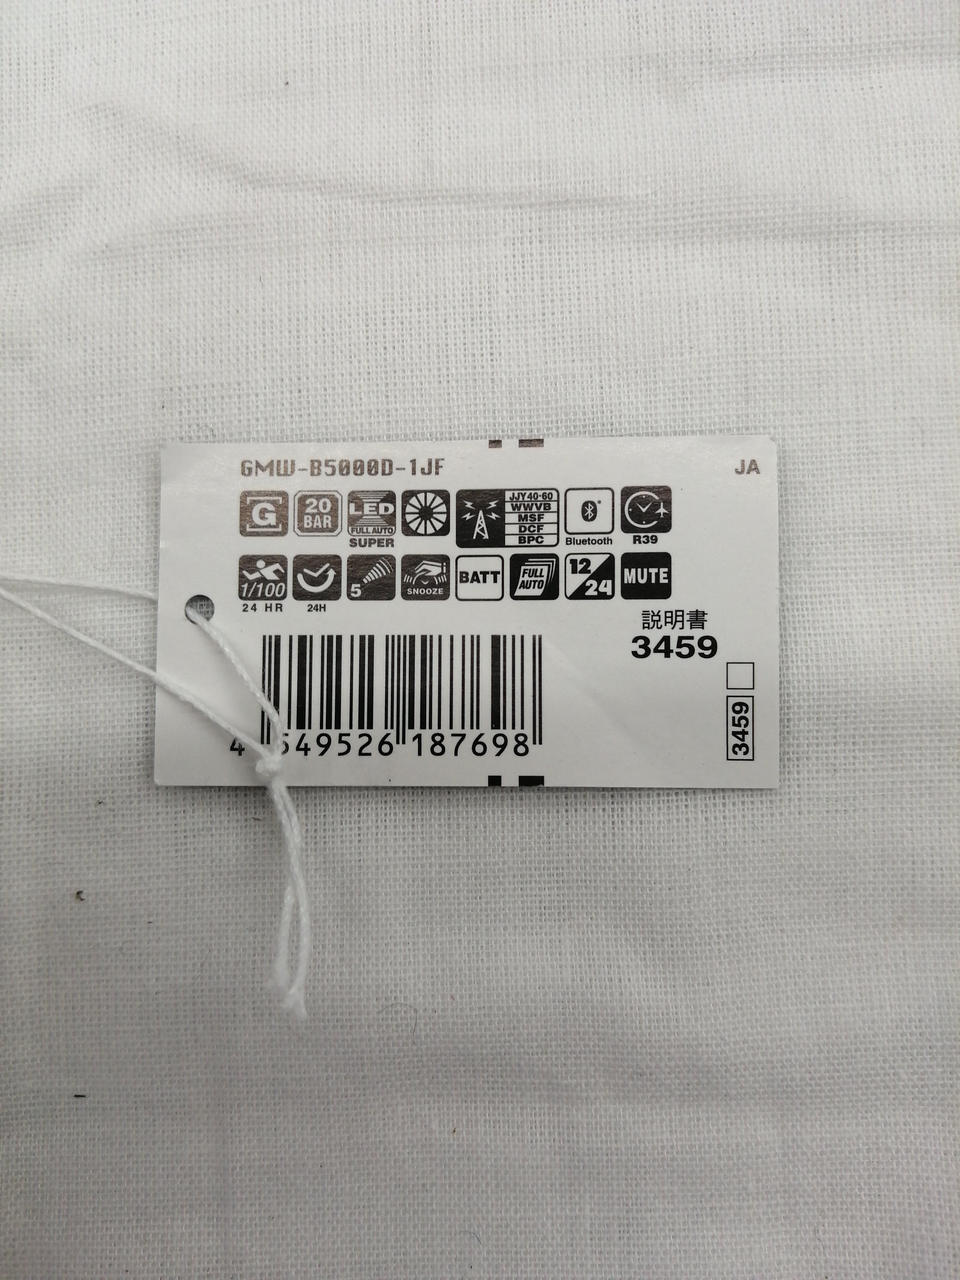 GMW-B5000D-1JF
JA
G
20 BAR
LED
FULL AUTO
SUPER
JJY40·60
WWVB
MSF
DCF
BPC
Bluetooth
R39
1/100
24 HR
24H
5
SNOOZE
BATT
FULL AUTO
12/24
MUTE
説明書
3459
3459
4 549526 187698